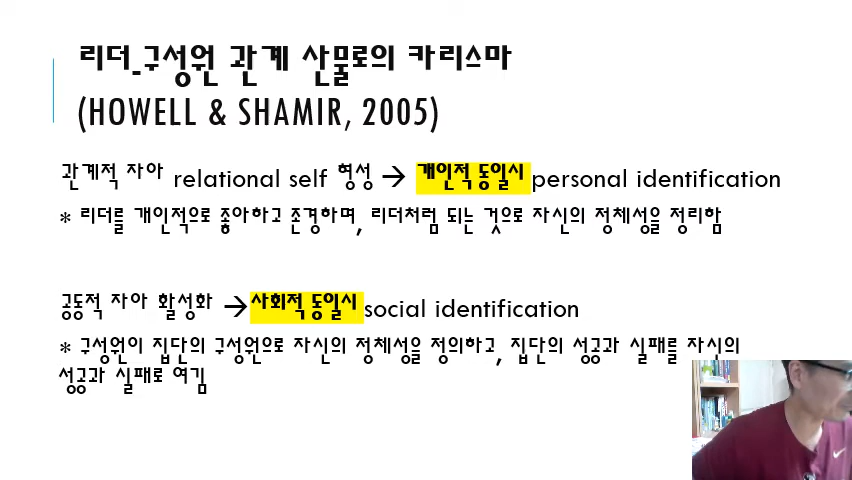 리더-구성원 관계 산물로의 카리스마
(HOWELL & SHAMIR, 2005)
관계적 자아 relational self 형성 → 개인적 동일시 personal identification
* 리더를 개인적으로 좋아하고 존경하며, 리더처럼 되는 것으로 자신의 정체성을 정리함
공동적 자아 활성화 → 사회적 동일시 social identification
* 구성원이 집단의 구성원으로 자신의 정체성을 정의하고, 집단의 성공과 실패를 자신의
성공과 실패로 여김